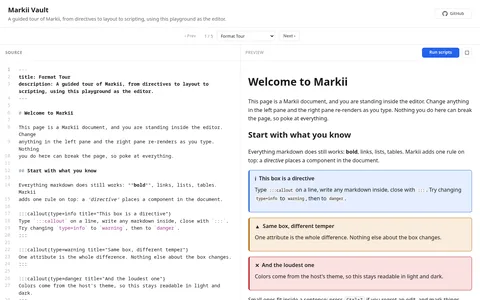 Markii Vault
A guided tour of Markii, from directives to layout to scripting, using this playground as the editor.
GitHub
‹ Prev
1 / 5
Format Tour
Next ›
SOURCE
---
title: Format Tour
description: A guided tour of Markii, from directives to layout to
scripting, using this playground as the editor.
---
# Welcome to Markii
This page is a Markii document, and you are standing inside the editor.
Change
anything in the left pane and the right pane re-renders as you type.
Nothing
you do here can break the page, so poke at everything.
## Start with what you know
Everything markdown does still works: **bold**, links, lists, tables.
Markii
adds one rule on top: a *directive* places a component in the document.
:::callout{type=info title="This box is a directive"}
Type `:::callout` on a line, write any markdown inside, close with `:::`.
Try changing `type=info` to `warning`, then to `danger`.
:::
:::callout{type=warning title="Same box, different temper"}
One attribute is the whole difference. Nothing else about the box changes.
:::
:::callout{type=danger title="And the loudest one"}
Colors come from the host's theme, so this stays readable in light and
dark.
:::
PREVIEW
Run scripts
Welcome to Markii
This page is a Markii document, and you are standing inside the editor. Change anything
in the left pane and the right pane re-renders as you type. Nothing you do here can break
the page, so poke at everything.
Start with what you know
Everything markdown does still works: bold, links, lists, tables. Markii adds one rule on
top: a directive places a component in the document.
i This box is a directive
Type :::callout on a line, write any markdown inside, close with ::: . Try changing
type=info to warning , then to danger .
▲ Same box, different temper
One attribute is the whole difference. Nothing else about the box changes.
✕ And the loudest one
Colors come from the host's theme, so this stays readable in light and dark.